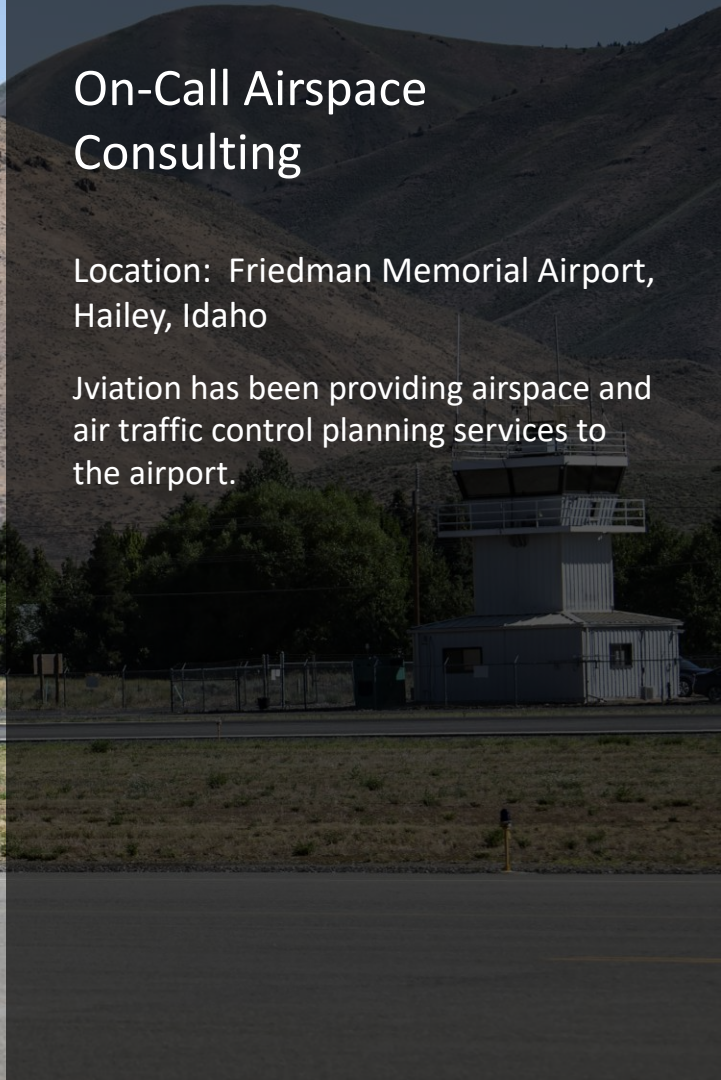 On-Call Airspace
Consulting
Location:  Friedman Memorial Airport,
Hailey, Idaho
Jviation has been providing airspace and
air traffic control planning services to
the airport.